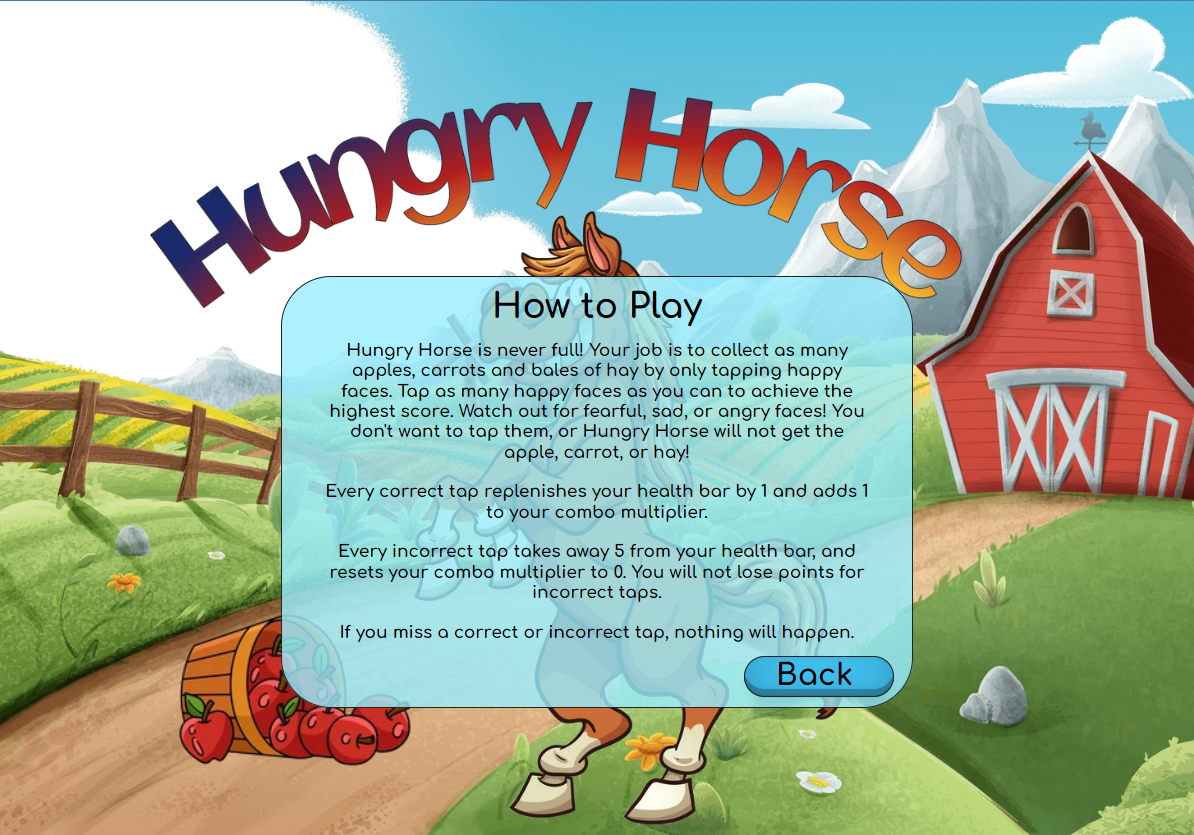 Hungry Horse
How to Play
Hungry Horse is never full! Your job is to collect as many
apples, carrots and bales of hay by only tapping happy
faces. Tap as many happy faces as you can to achieve the
highest score. Watch out for fearful, sad, or angry faces! You
don't want to tap them, or Hungry Horse will not get the
apple, carrot, or hay!
Every correct tap replenishes your health bar by 1 and adds 1
to your combo multiplier.
Every incorrect tap takes away 5 from your health bar, and
resets your combo multiplier to 0. You will not lose points for
incorrect taps.
If you miss a correct or incorrect tap, nothing will happen.
Back